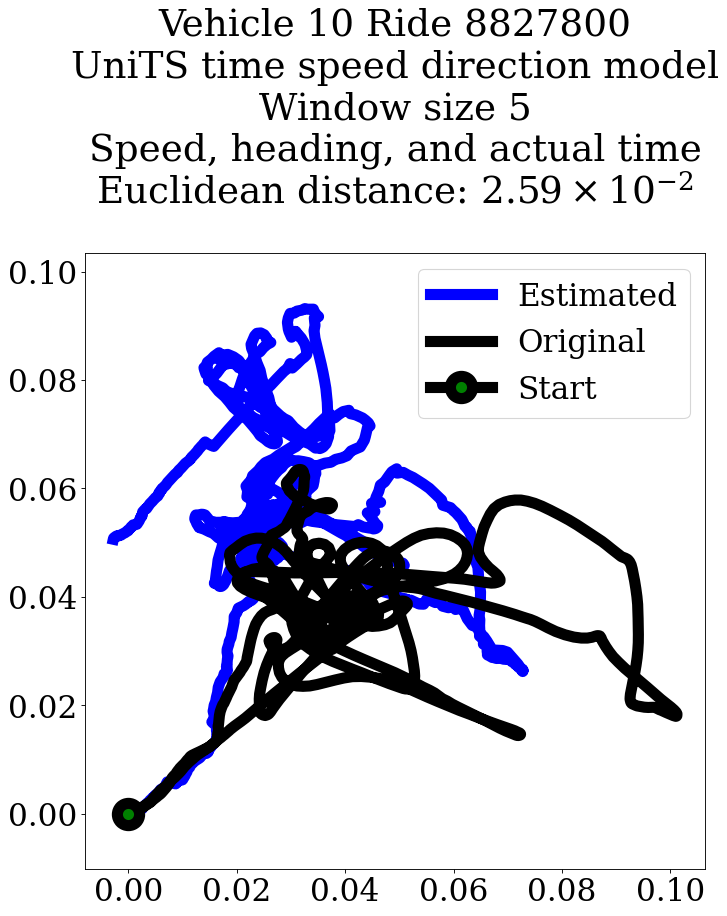 Vehicle 10 Ride 8827800
UniTS time speed direction model
Window size 5
Speed, heading, and actual time
Euclidean distance: 2.59 × 10⁻²
0.10
0.08
0.06
0.04
0.02
0.00
Estimated
Original
Start
0.00 0.02 0.04 0.06 0.08 0.10